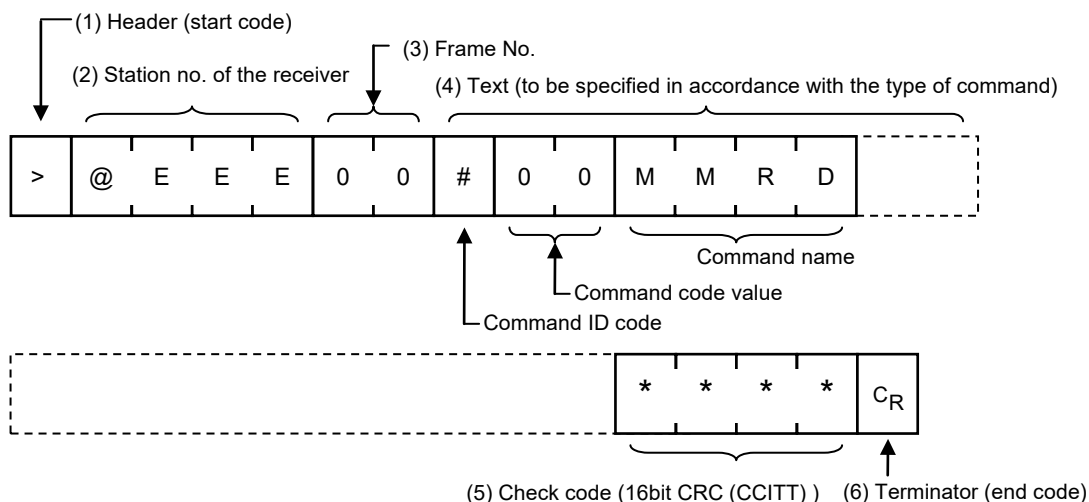 (1) Header (start code)
(3) Frame No.
(2) Station no. of the receiver
(4) Text (to be specified in accordance with the type of command)
> @ E E E 0 0 # 0 0 M M R D
Command name
Command code value
Command ID code
* * * * CR
(5) Check code (16bit CRC (CCITT) ) (6) Terminator (end code)